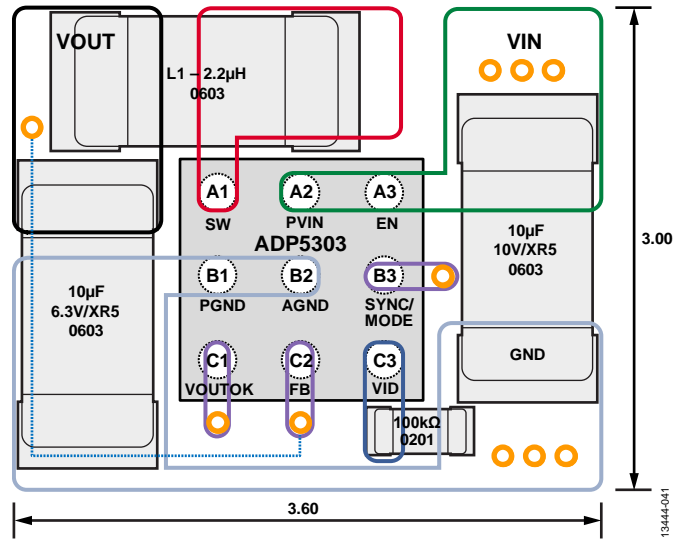 VOUT
L1 – 2.2µH
0603
VIN
A1
A2
A3
SW
PVIN
EN
ADP5303
10µF
10V/XR5
0603
3.00
B1
B2
B3
PGND
AGND
SYNC/
MODE
10µF
6.3V/XR5
0603
GND
C1
C2
C3
VOUTOK
FB
VID
100kΩ
0201
3.60
13444-041